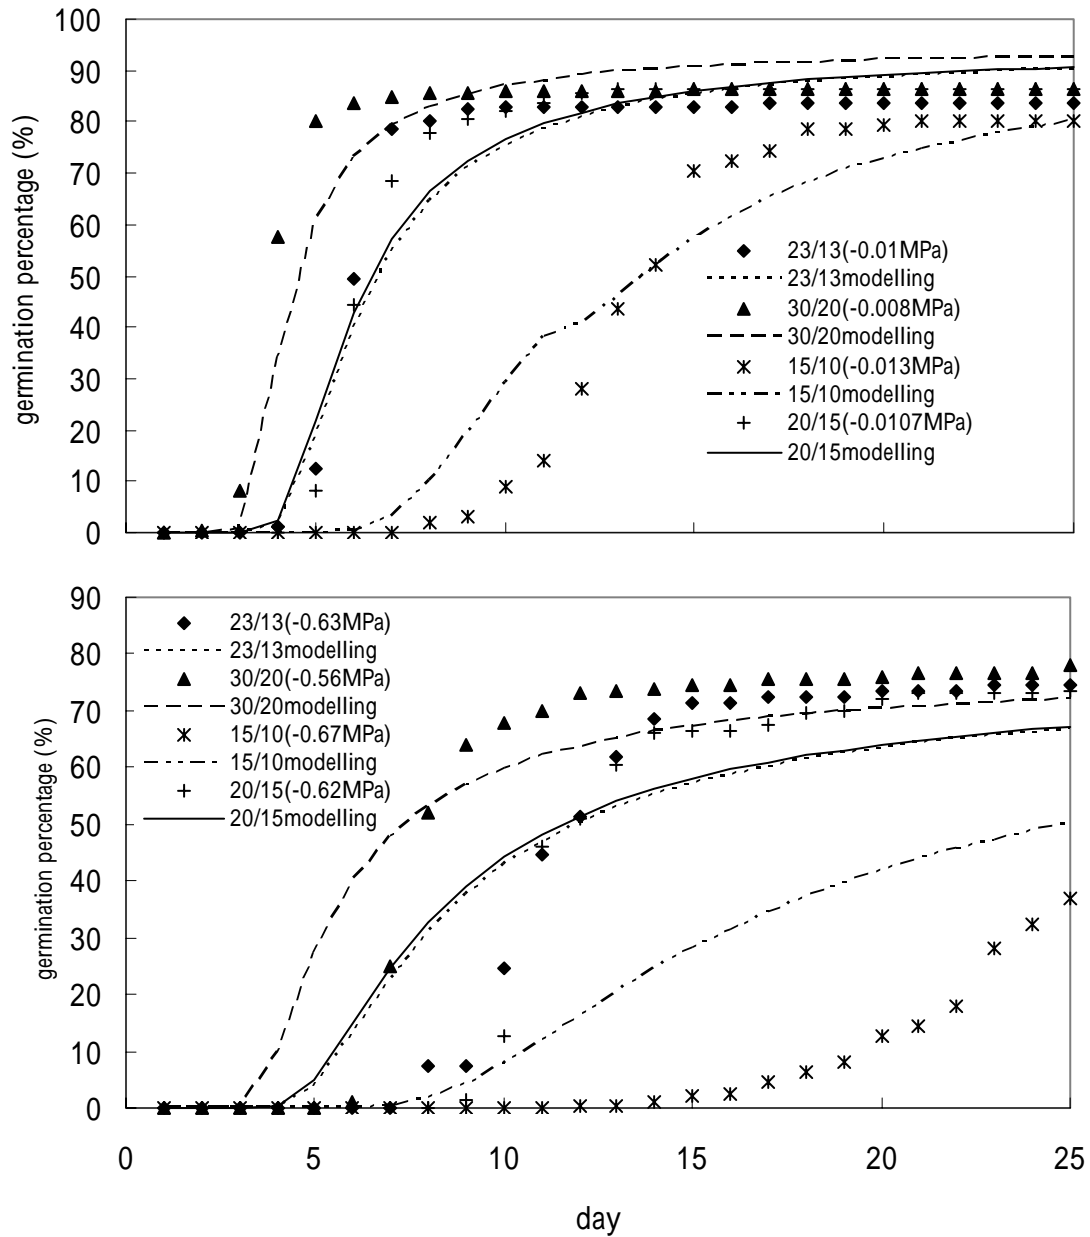 100
90
80
70
60
50
40
30
20
10
0
germination percentage (%)
23/13(-0.01MPa)
23/13modelling
30/20(-0.008MPa)
30/20modelling
15/10(-0.013MPa)
15/10modelling
20/15(-0.0107MPa)
20/15modelling
90
80
70
60
50
40
30
20
10
0
germination percentage (%)
23/13(-0.63MPa)
23/13modelling
30/20(-0.56MPa)
30/20modelling
15/10(-0.67MPa)
15/10modelling
20/15(-0.62MPa)
20/15modelling
0 5 10 15 20 25
day